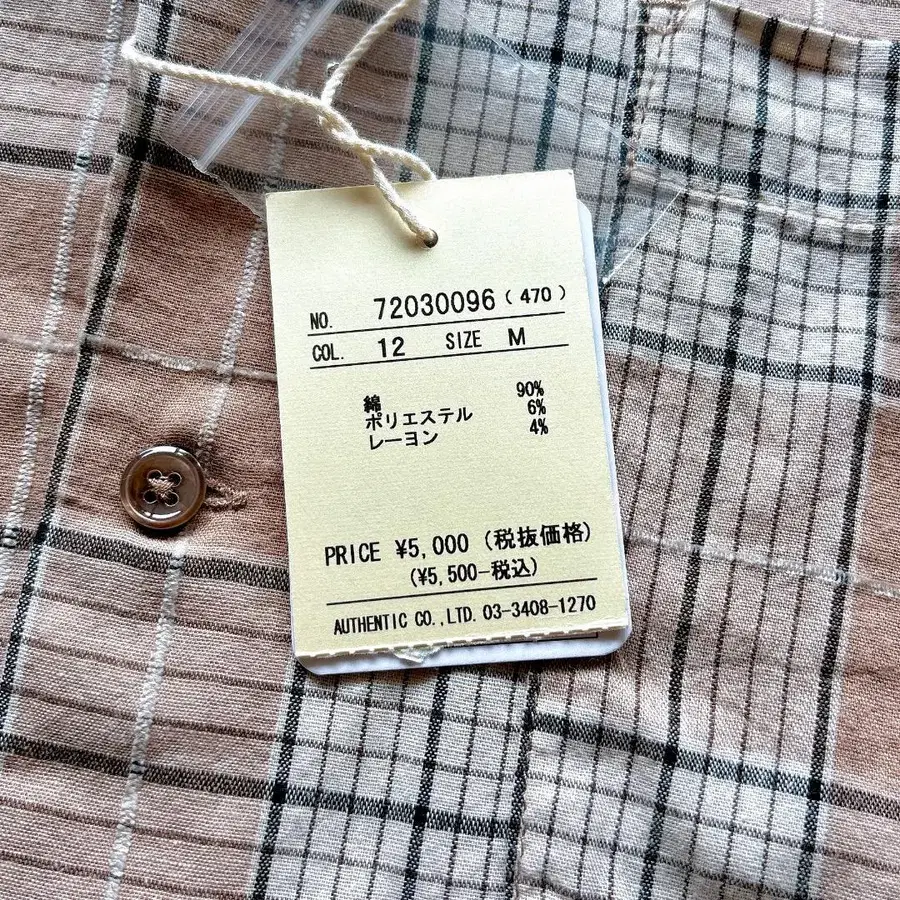 NO. 72030096 (470)
COL. 12 SIZE M
綿 90%
ポリエステル 6%
レーヨン 4%
PRICE ¥5,000 (税抜価格)
(¥5,500-税込)
AUTHENTIC CO.,LTD. 03-3408-1270